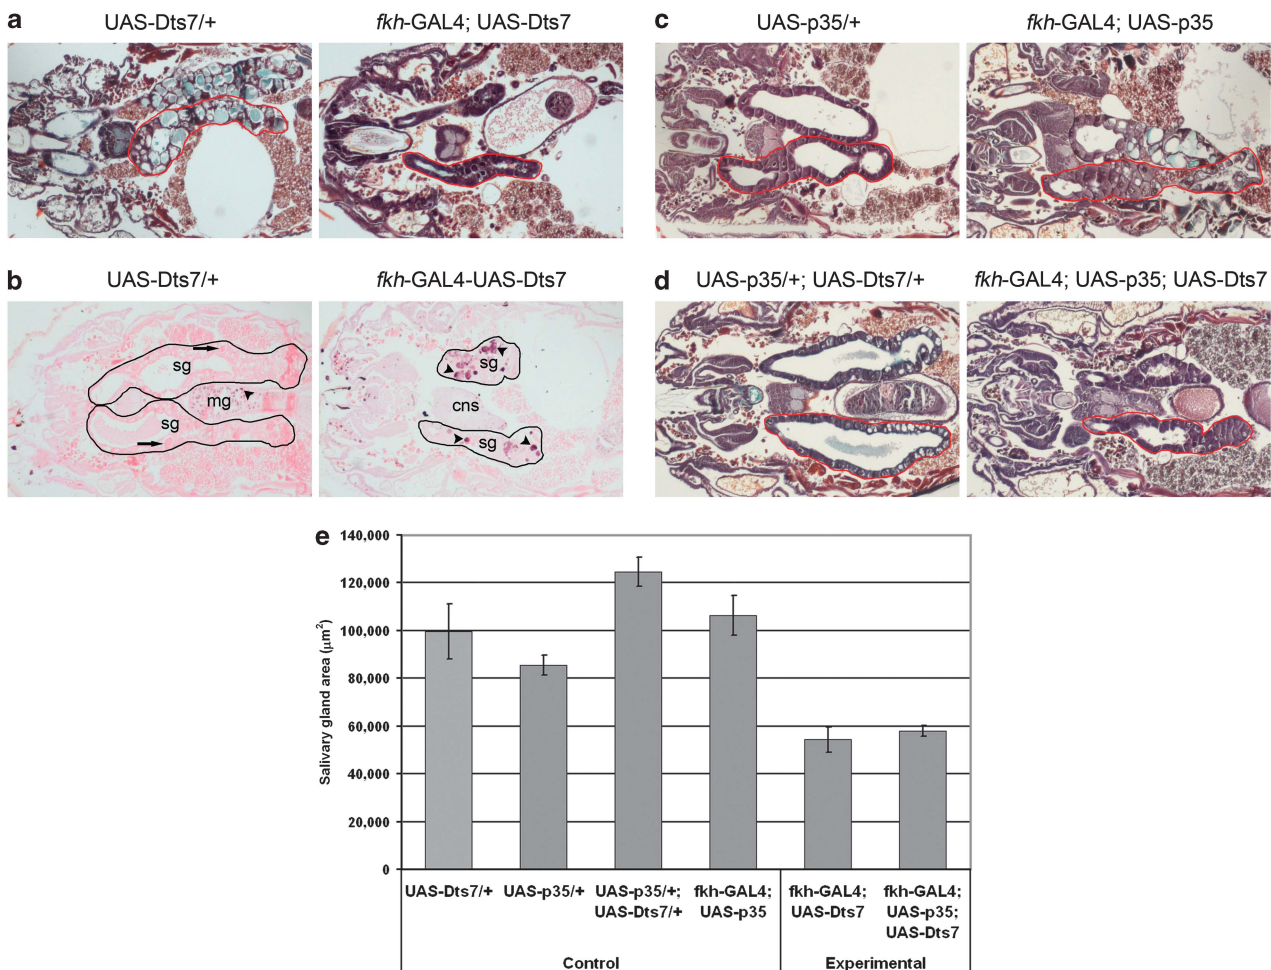 a
UAS-Dts7/+
fkh-GAL4; UAS-Dts7
c
UAS-p35/+
fkh-GAL4; UAS-p35
b
UAS-Dts7/+
fkh-GAL4-UAS-Dts7
sg
mg
sg
sg
cns
sg
d
UAS-p35/+; UAS-Dts7/+
fkh-GAL4; UAS-p35; UAS-Dts7
e
Salivary gland area (μm²)
140,000
120,000
100,000
80,000
60,000
40,000
20,000
0
UAS-Dts7/+
UAS-p35/+
UAS-p35/+;
UAS-Dts7/+
fkh-GAL4;
UAS-p35
fkh-GAL4;
UAS-Dts7
fkh-GAL4;
UAS-p35;
UAS-Dts7
Control
Experimental